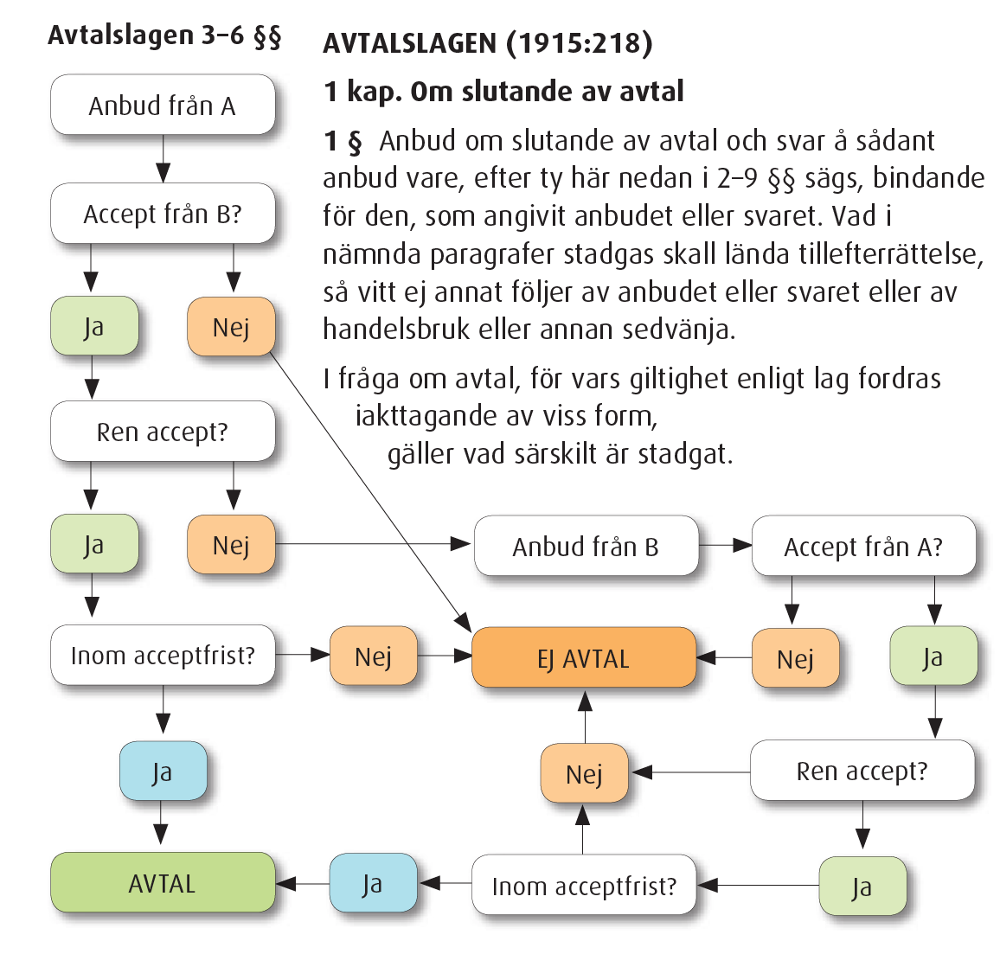 Avtalslagen 3–6 §§
AVTALSLAGEN (1915:218)
1 kap. Om slutande av avtal
1 § Anbud om slutande av avtal och svar å sådant
anbud vare, efter ty här nedan i 2–9 §§ sägs, bindande
för den, som angivit anbudet eller svaret. Vad i
nämnda paragrafer stadgas skall lända tillefterrättelse,
så vitt ej annat följer av anbudet eller svaret eller av
handelsbruk eller annan sedvänja.
I fråga om avtal, för vars giltighet enligt lag fordras
iakttagande av viss form,
gäller vad särskilt är stadgat.
Anbud från A
Accept från B?
Ja
Nej
Ren accept?
Ja
Nej
Anbud från B
Accept från A?
Inom acceptfrist?
Nej
EJ AVTAL
Nej
Ja
Ja
Nej
Ren accept?
AVTAL
Ja
Inom acceptfrist?
Ja